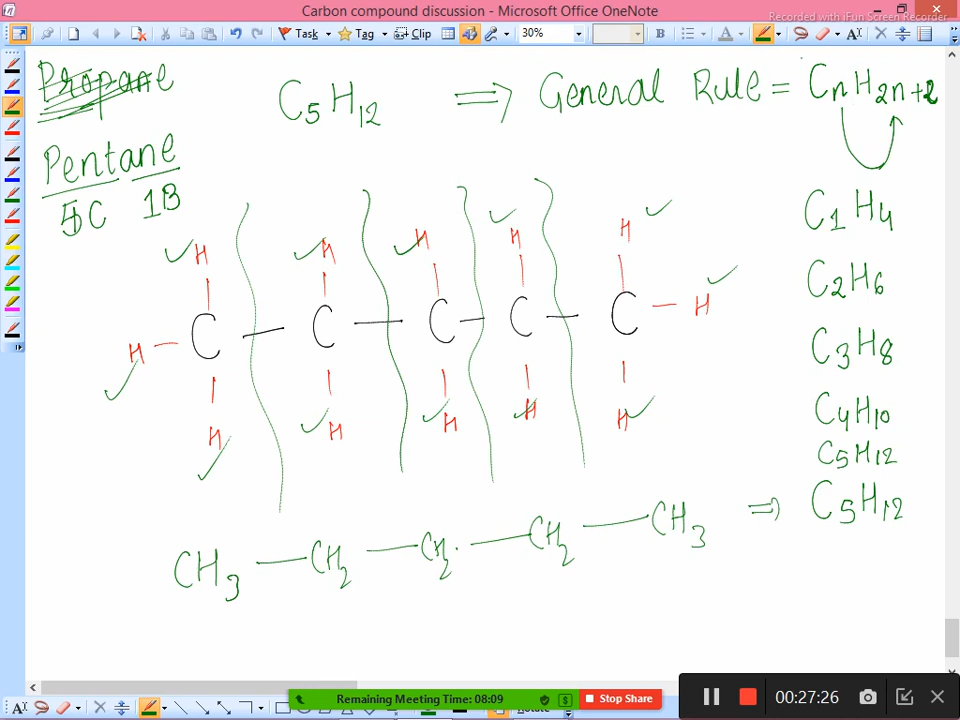 Carbon compound discussion - Microsoft Office OneNote
Recorded with iFun Screen Recorder
Task Tag Clip 30% B A A
Propane
C5H12 ⇒ General Rule = CnH2n+2
Pentane
5C 1B
C1H4
C2H6
C3H8
C4H10
C5H12
C5H12
H H H H H
H - C - C - C - C - C - H
H H H H H
CH3 - CH2 - CH2 - CH2 - CH3 ⇒
Remaining Meeting Time: 08:09 Stop Share
00:27:26